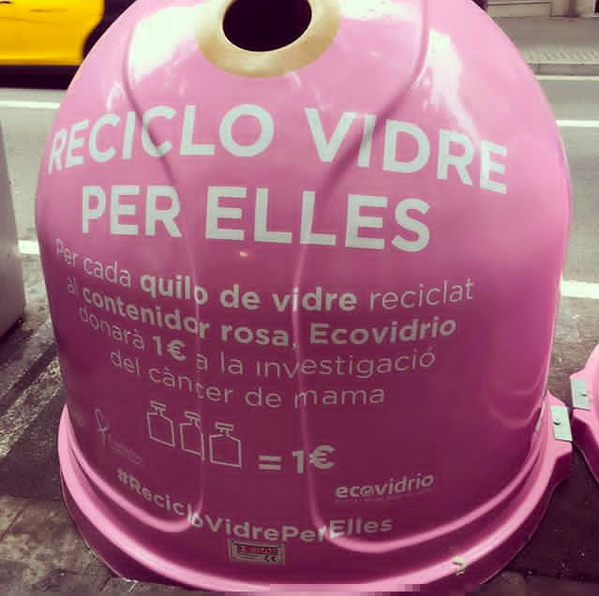 RECICLO VIDRE
PER ELLES
Per cada quilo de vidre reciclat
al contenidor rosa, Ecovidrio
donarà 1€ a la investigació
del càncer de mama
= 1€
ecovidrio
#RecicloVidrePerElles